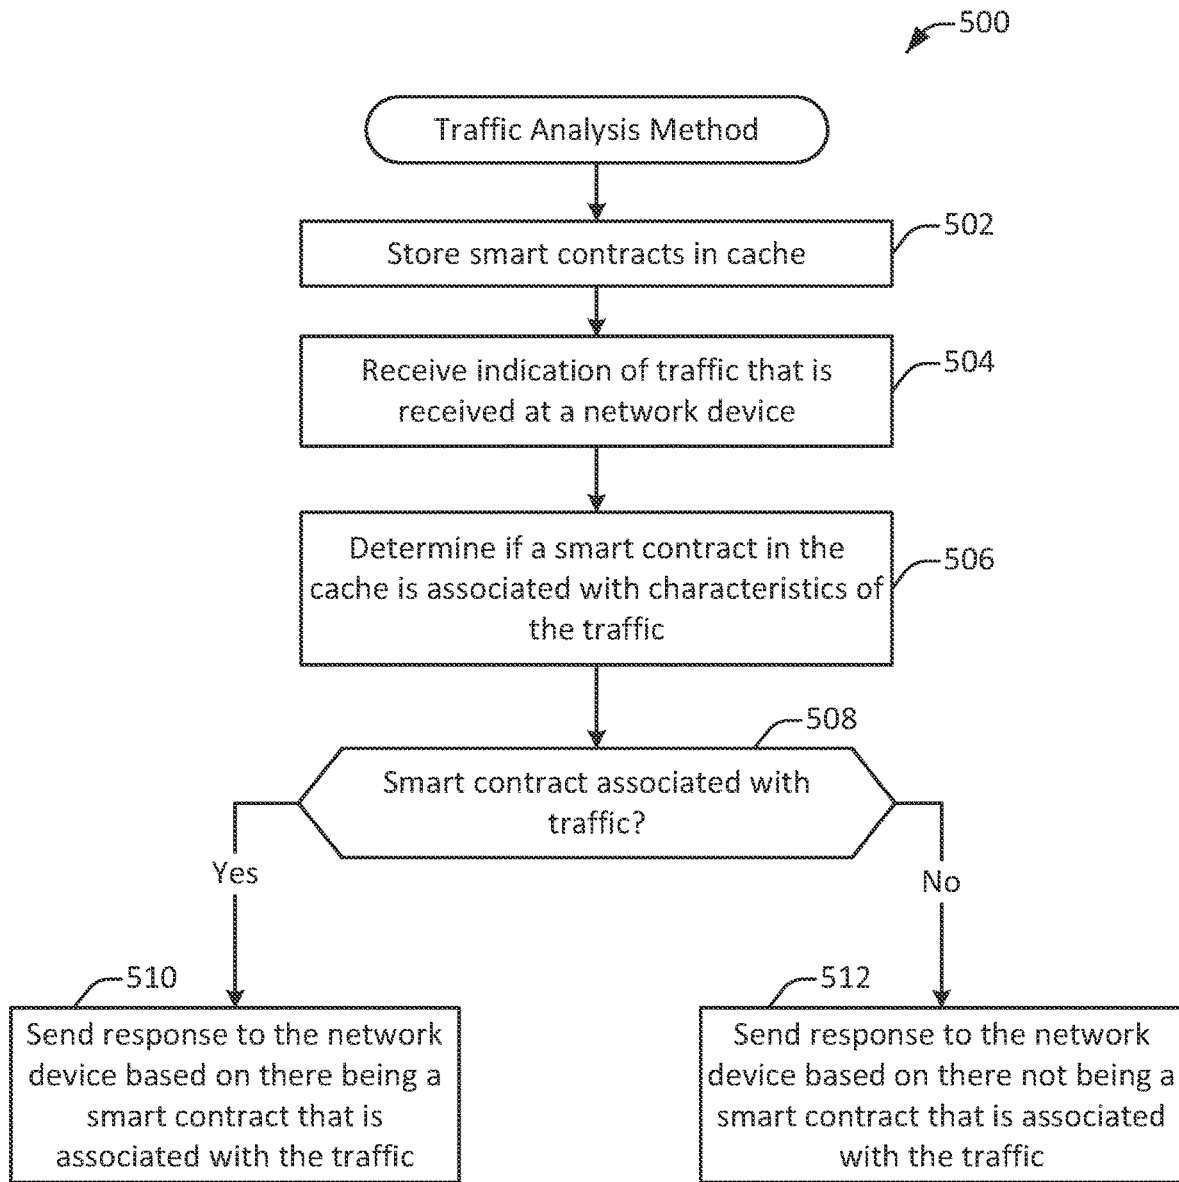 500
Traffic Analysis Method
502
Store smart contracts in cache
504
Receive indication of traffic that is
received at a network device
506
Determine if a smart contract in the
cache is associated with characteristics of
the traffic
508
Smart contract associated with
traffic?
Yes
No
510
Send response to the network
device based on there being a
smart contract that is
associated with the traffic
512
Send response to the network
device based on there not being a
smart contract that is associated
with the traffic